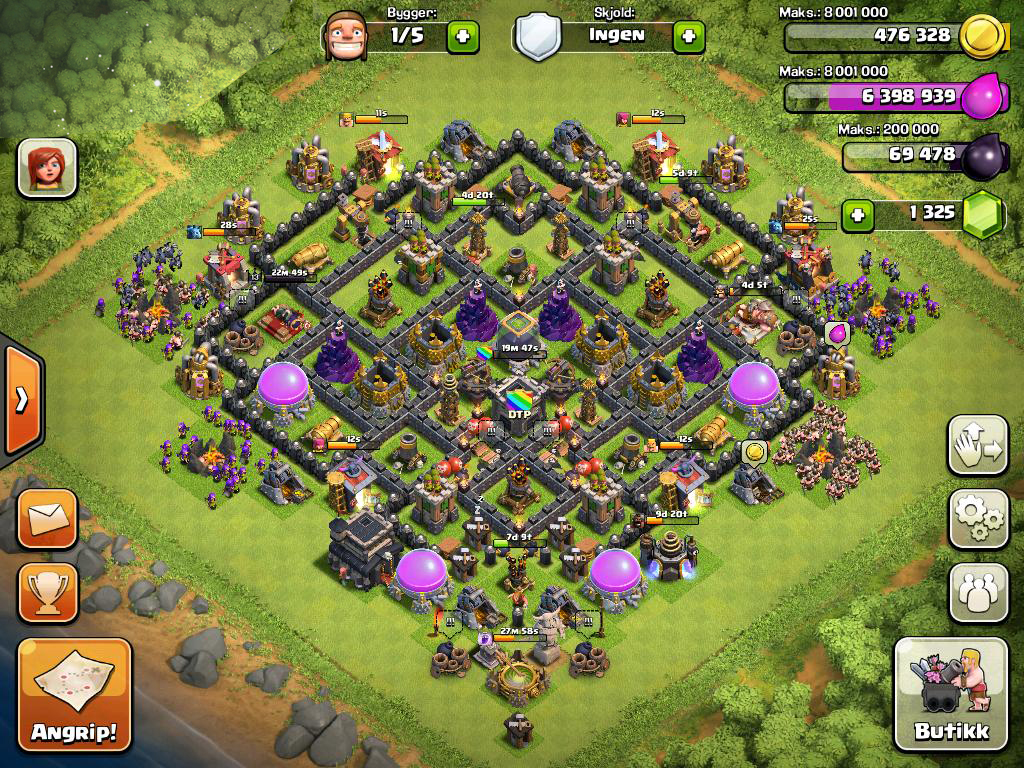 Bygger:
1/5
Skjold:
Ingen
Maks.: 8 001 000
476 328
Maks.: 8 001 000
6 398 939
Maks.: 200 000
69 478
1 325
11s
12s
5d 9t
4d 20t
28s
25s
22m 49s
4d 5t
19m 47s
DTP
12s
12s
9d 20t
7d 9t
27m 58s
Angrip!
Butikk